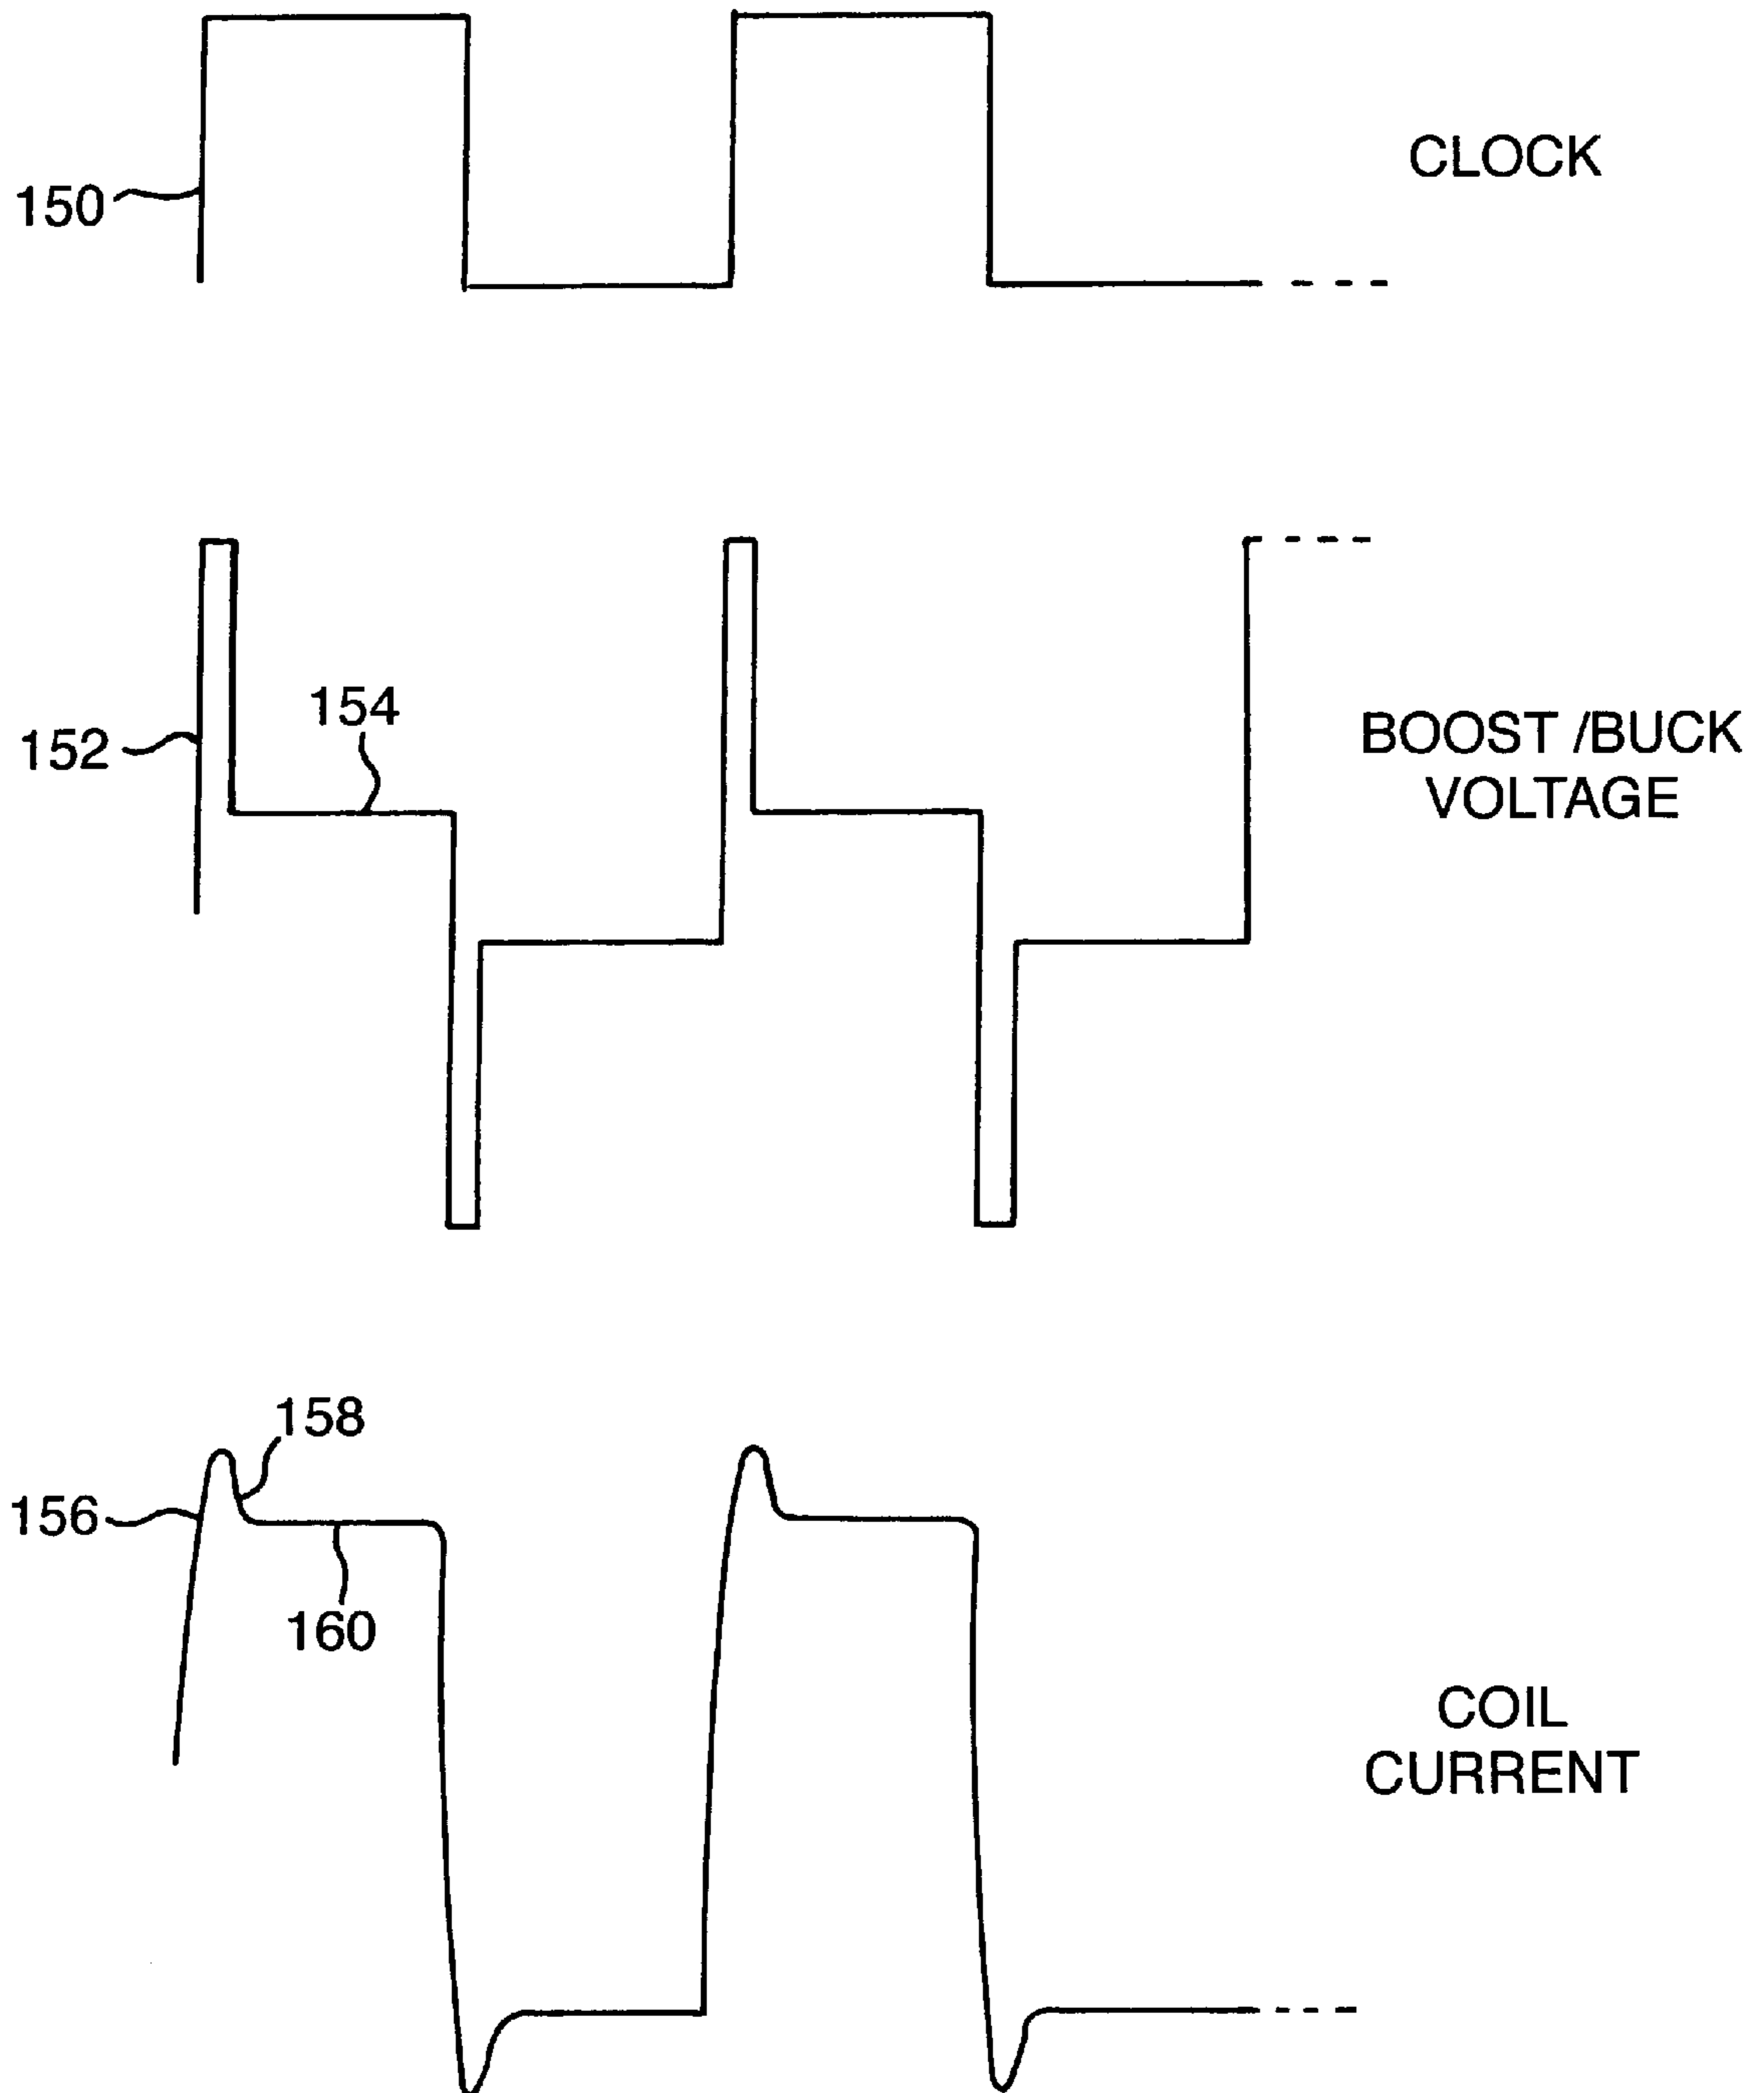 CLOCK
150
154
152
BOOST /BUCK
VOLTAGE
158
156
160
COIL
CURRENT